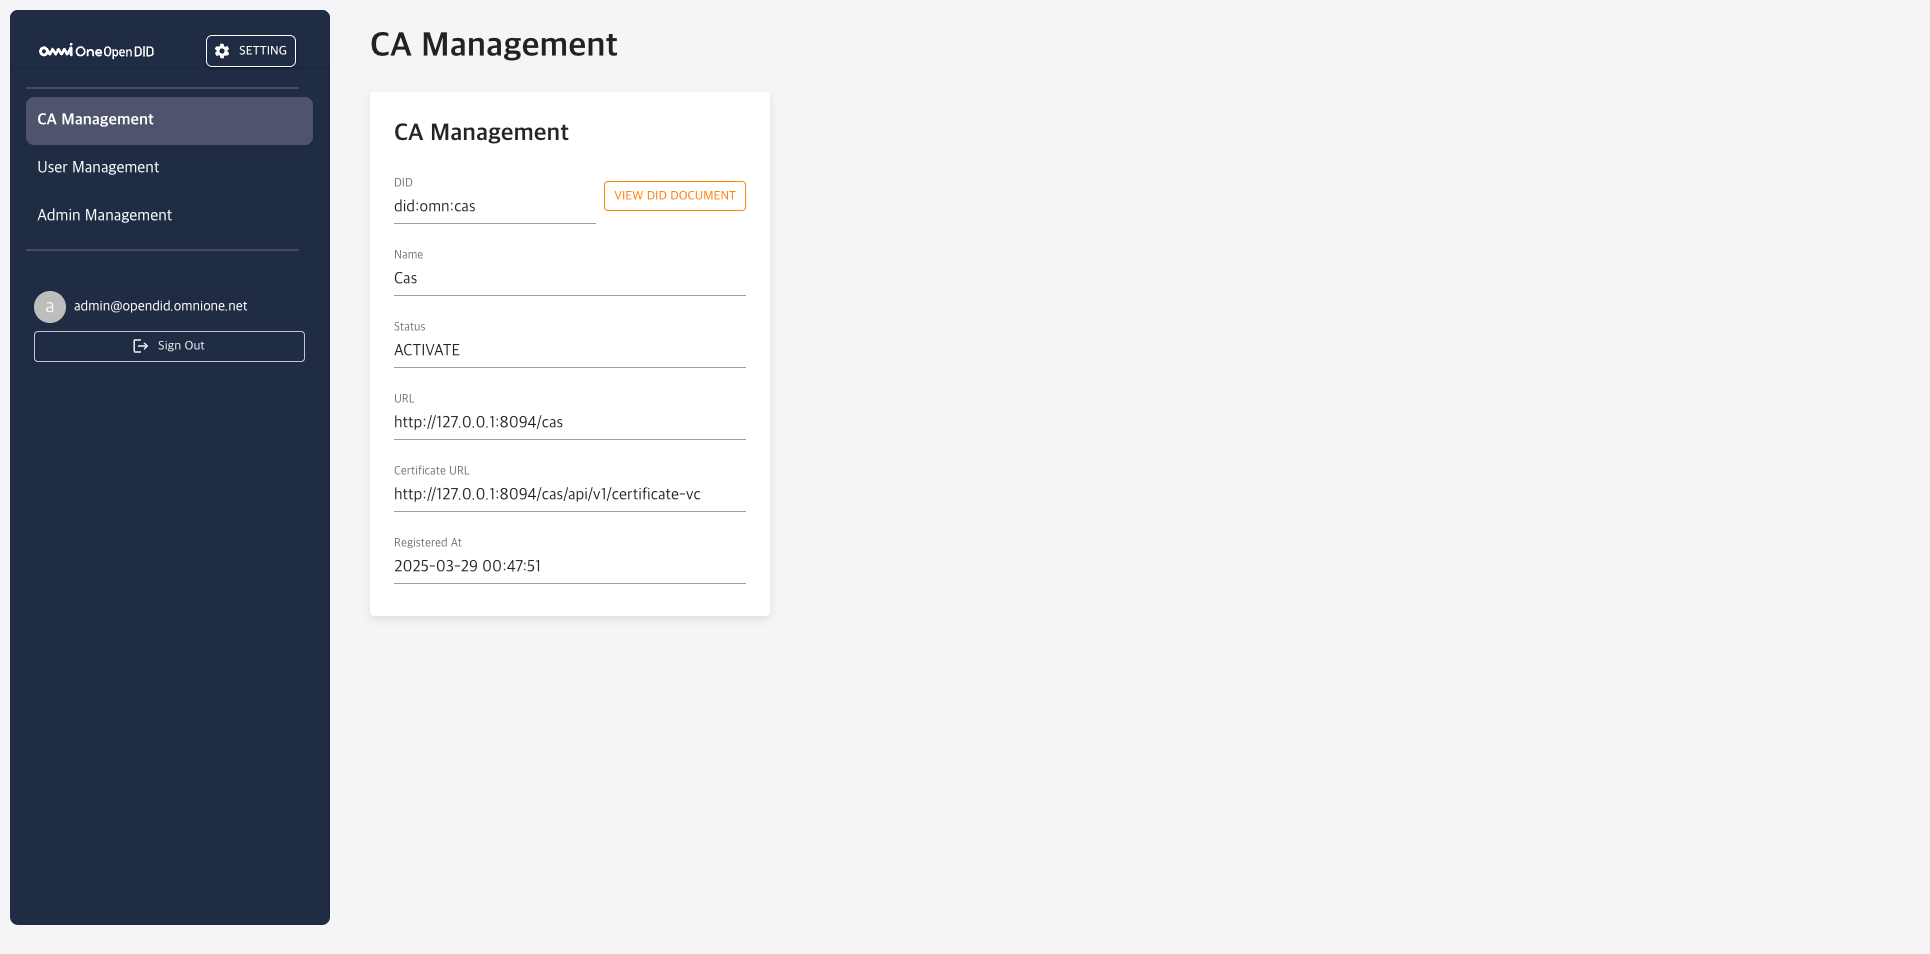 Omni One Open DID
SETTING
CA Management
User Management
Admin Management
a
admin@opendid.omnione.net
Sign Out
CA Management
CA Management
DID
did:omn:cas
VIEW DID DOCUMENT
Name
Cas
Status
ACTIVATE
URL
http://127.0.0.1:8094/cas
Certificate URL
http://127.0.0.1:8094/cas/api/v1/certificate-vc
Registered At
2025-03-29 00:47:51